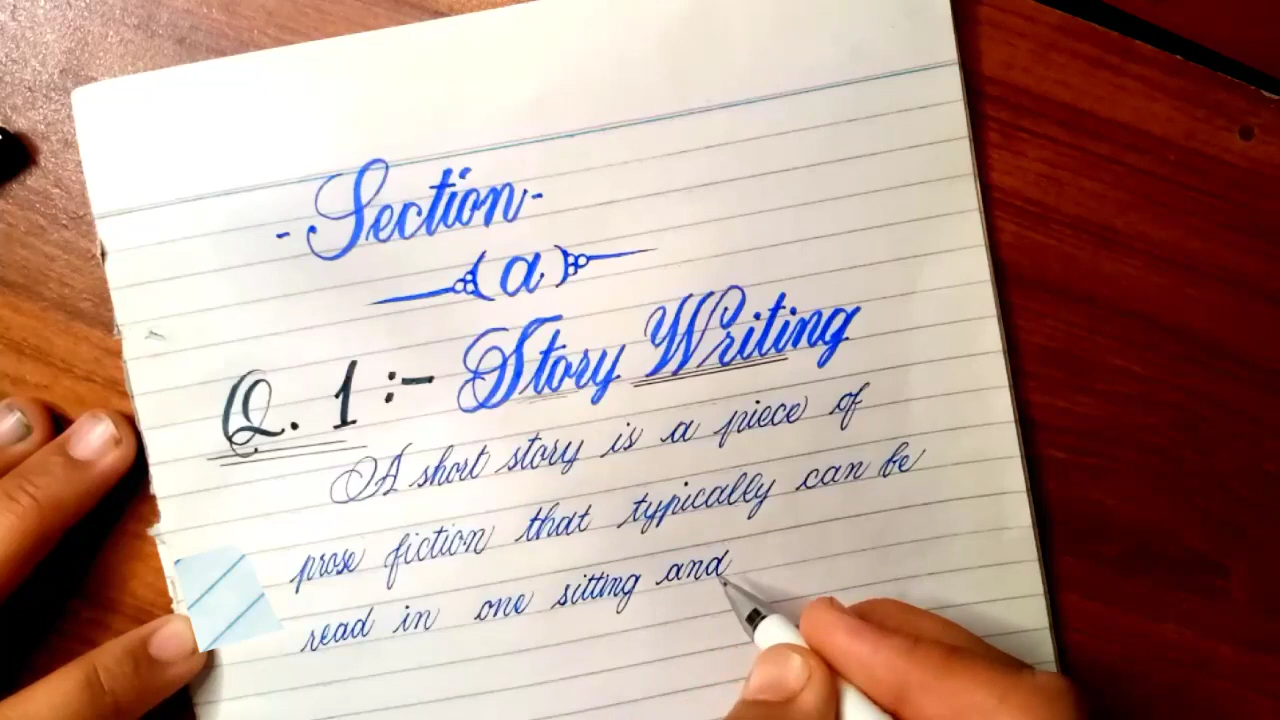 - Section -
(a)
Q. 1 :- Story Writing
A short story is a piece of
prose fiction that typically can be
read in one sitting and